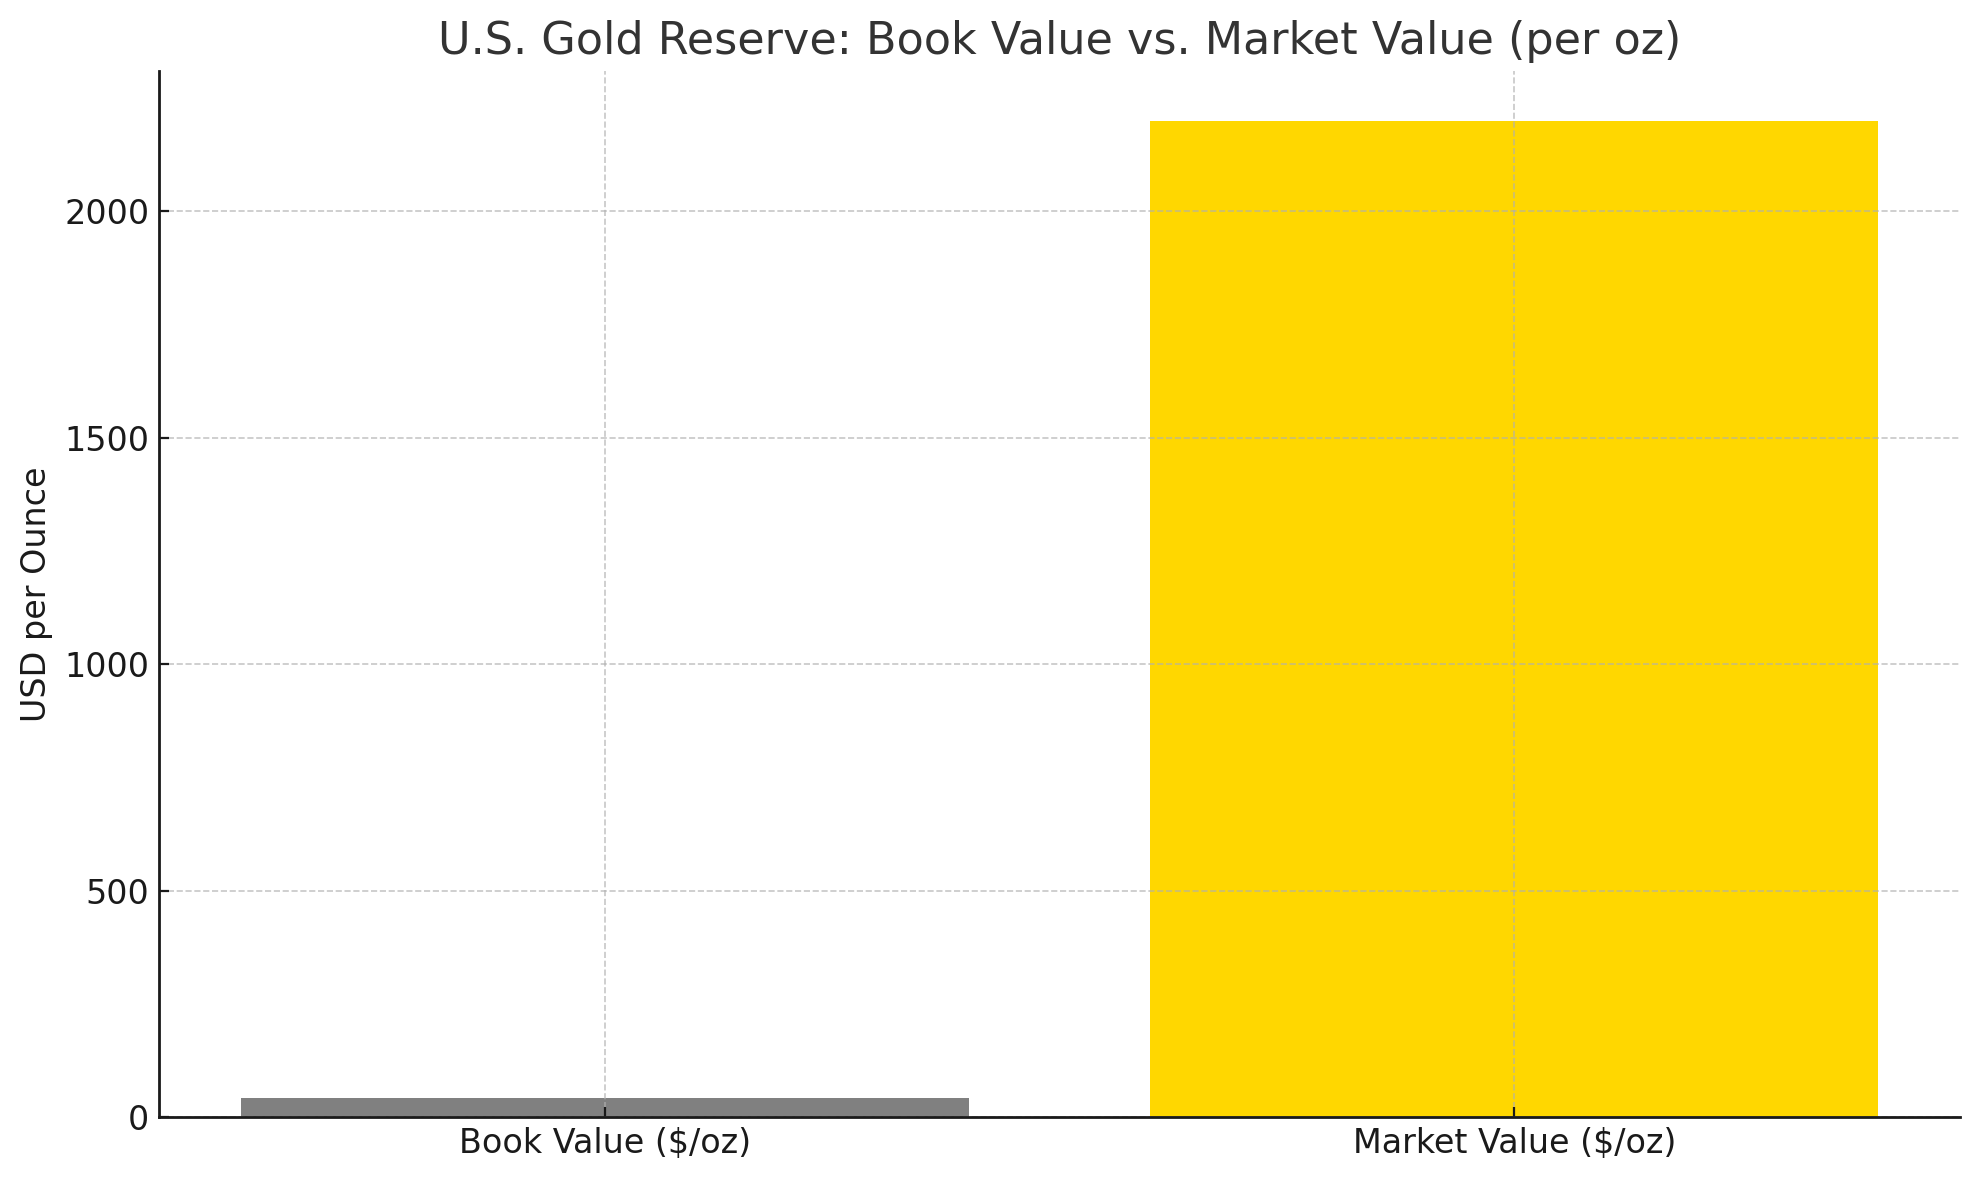 U.S. Gold Reserve: Book Value vs. Market Value (per oz)
USD per Ounce
2000
1500
1000
500
0
Book Value ($/oz)
Market Value ($/oz)